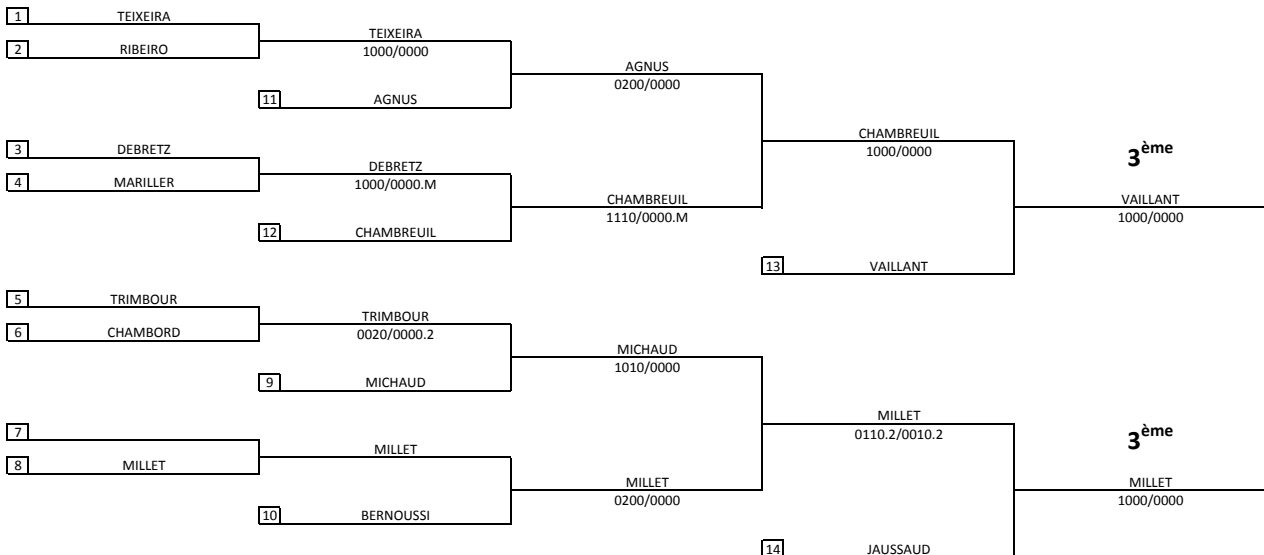 1 TEIXEIRA
TEIXEIRA
2 RIBEIRO
1000/0000
AGNUS
0200/0000
11 AGNUS
CHAMBREUIL
3 DEBRETZ
1000/0000
3ème
DEBRETZ
4 MARILLER
1000/0000.M
CHAMBREUIL
VAILLANT
1110/0000.M
1000/0000
12 CHAMBREUIL
13 VAILLANT
5 TRIMBOUR
TRIMBOUR
6 CHAMBORD
0020/0000.2
MICHAUD
1010/0000
9 MICHAUD
MILLET
7
0110.2/0010.2
3ème
MILLET
8 MILLET
MILLET
MILLET
0200/0000
1000/0000
10 BERNOUSSI
14 JAUSSAUD